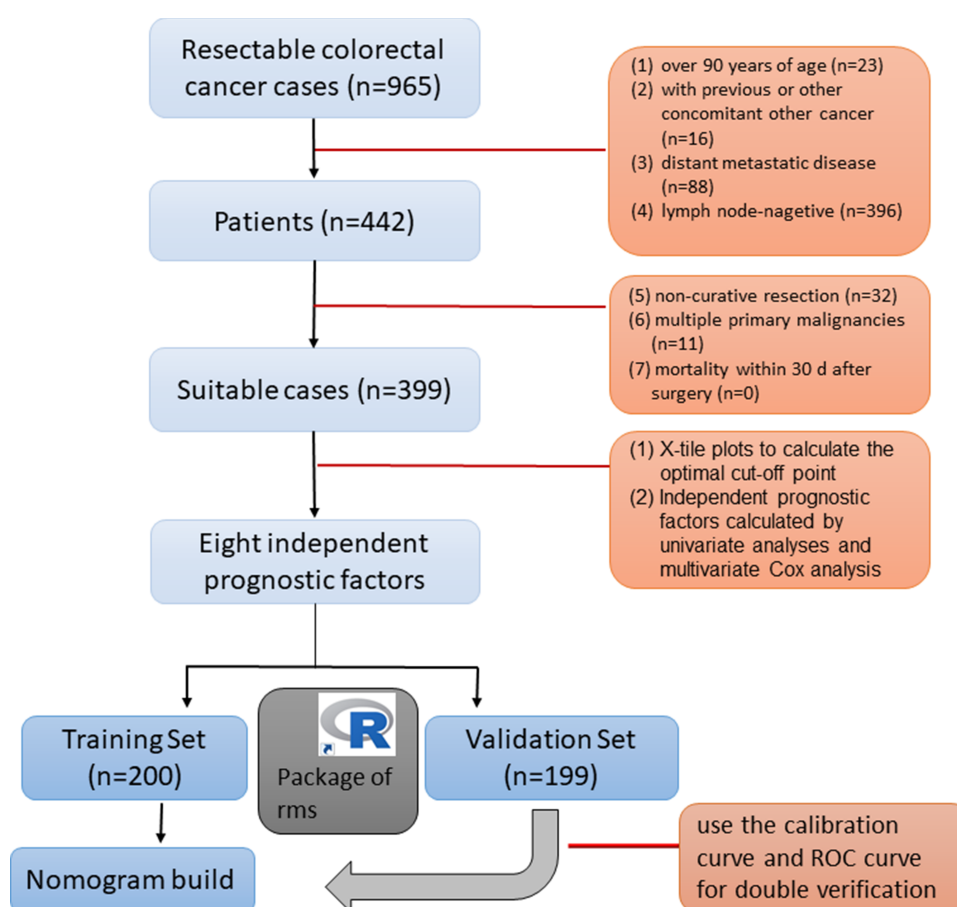 Resectable colorectal
cancer cases (n=965)
(1) over 90 years of age (n=23)
(2) with previous or other
concomitant other cancer
(n=16)
(3) distant metastatic disease
(n=88)
(4) lymph node-nagetive (n=396)
Patients (n=442)
(5) non-curative resection (n=32)
(6) multiple primary malignancies
(n=11)
(7) mortality within 30 d after
surgery (n=0)
Suitable cases (n=399)
(1) X-tile plots to calculate the
optimal cut-off point
(2) Independent prognostic
factors calculated by
univariate analyses and
multivariate Cox analysis
Eight independent
prognostic factors
Training Set
(n=200)
R
Package of
rms
Validation Set
(n=199)
Nomogram build
use the calibration
curve and ROC curve
for double verification